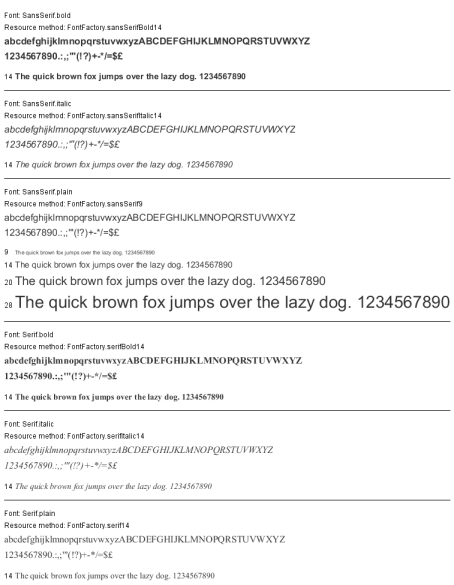 Font: SansSerif.bold
Resource method: FontFactory.sansSerifBold14
abcdefghijklmnopqrstuvwxyzABCDEFGHIJKLMNOPQRSTUVWXYZ
1234567890.:,;'"(!?)+-*/=$£
14 The quick brown fox jumps over the lazy dog. 1234567890
Font: SansSerif.italic
Resource method: FontFactory.sansSerifItalic14
abcdefghijklmnopqrstuvwxyzABCDEFGHIJKLMNOPQRSTUVWXYZ
1234567890.:,;'"(!?)+-*/=$£
14 The quick brown fox jumps over the lazy dog. 1234567890
Font: SansSerif.plain
Resource method: FontFactory.sansSerif9
abcdefghijklmnopqrstuvwxyzABCDEFGHIJKLMNOPQRSTUVWXYZ
1234567890.:,;'"(!?)+-*/=$£
9 The quick brown fox jumps over the lazy dog. 1234567890
14 The quick brown fox jumps over the lazy dog. 1234567890
20 The quick brown fox jumps over the lazy dog. 1234567890
28 The quick brown fox jumps over the lazy dog. 1234567890
Font: Serif.bold
Resource method: FontFactory.serifBold14
abcdefghijklmnopqrstuvwxyzABCDEFGHIJKLMNOPQRSTUVWXYZ
1234567890.:,;'"(!?)+-*/=$£
14 The quick brown fox jumps over the lazy dog. 1234567890
Font: Serif.italic
Resource method: FontFactory.serifItalic14
abcdefghijklmnopqrstuvwxyzABCDEFGHIJKLMNOPQRSTUVWXYZ
1234567890.:,;'"(!?)+-*/=$£
14 The quick brown fox jumps over the lazy dog. 1234567890
Font: Serif.plain
Resource method: FontFactory.serif14
abcdefghijklmnopqrstuvwxyzABCDEFGHIJKLMNOPQRSTUVWXYZ
1234567890.:,;'"(!?)+-*/=$£
14 The quick brown fox jumps over the lazy dog. 1234567890